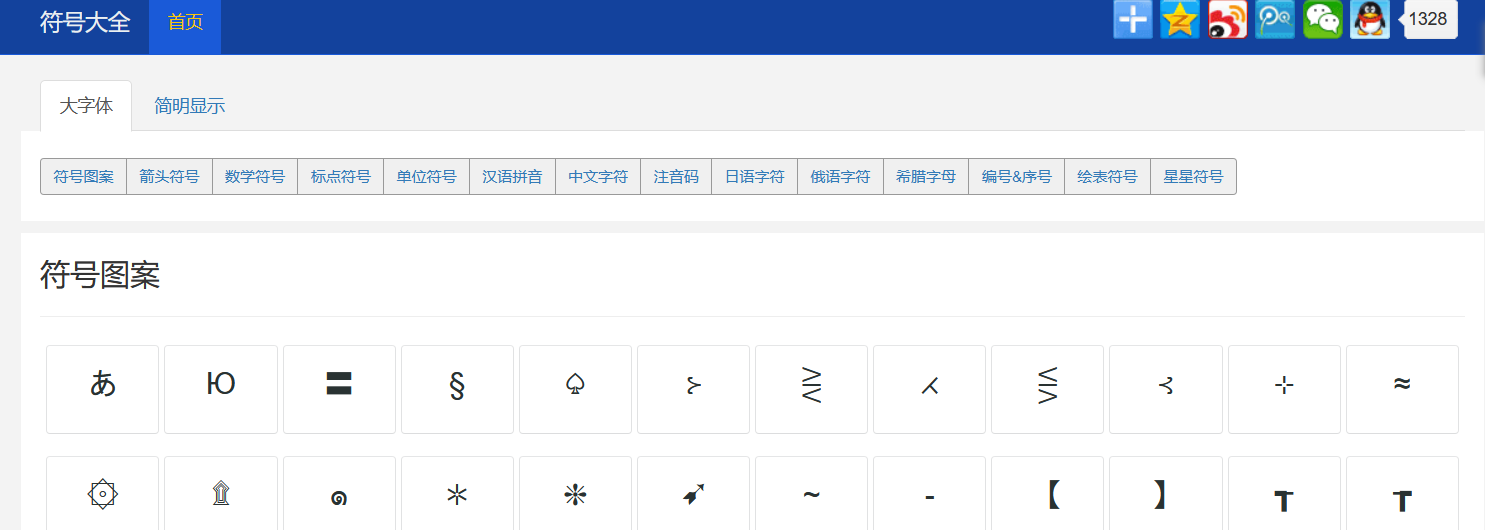 符号大全 首页 1328
大字体 简明显示
符号图案 箭头符号 数学符号 标点符号 单位符号 汉语拼音 中文字符 注音码 日语字符 俄语字符 希腊字母 编号&序号 绘表符号 星星符号
符号图案
あ Ю 〓 § ♤ ⊱ ⋛ ⋌ ⋚ ⊰ ⊹ ≈
۞ ۩ ๑ ＊ ❉ ➹ ~ - 【 】 ┱ ┲